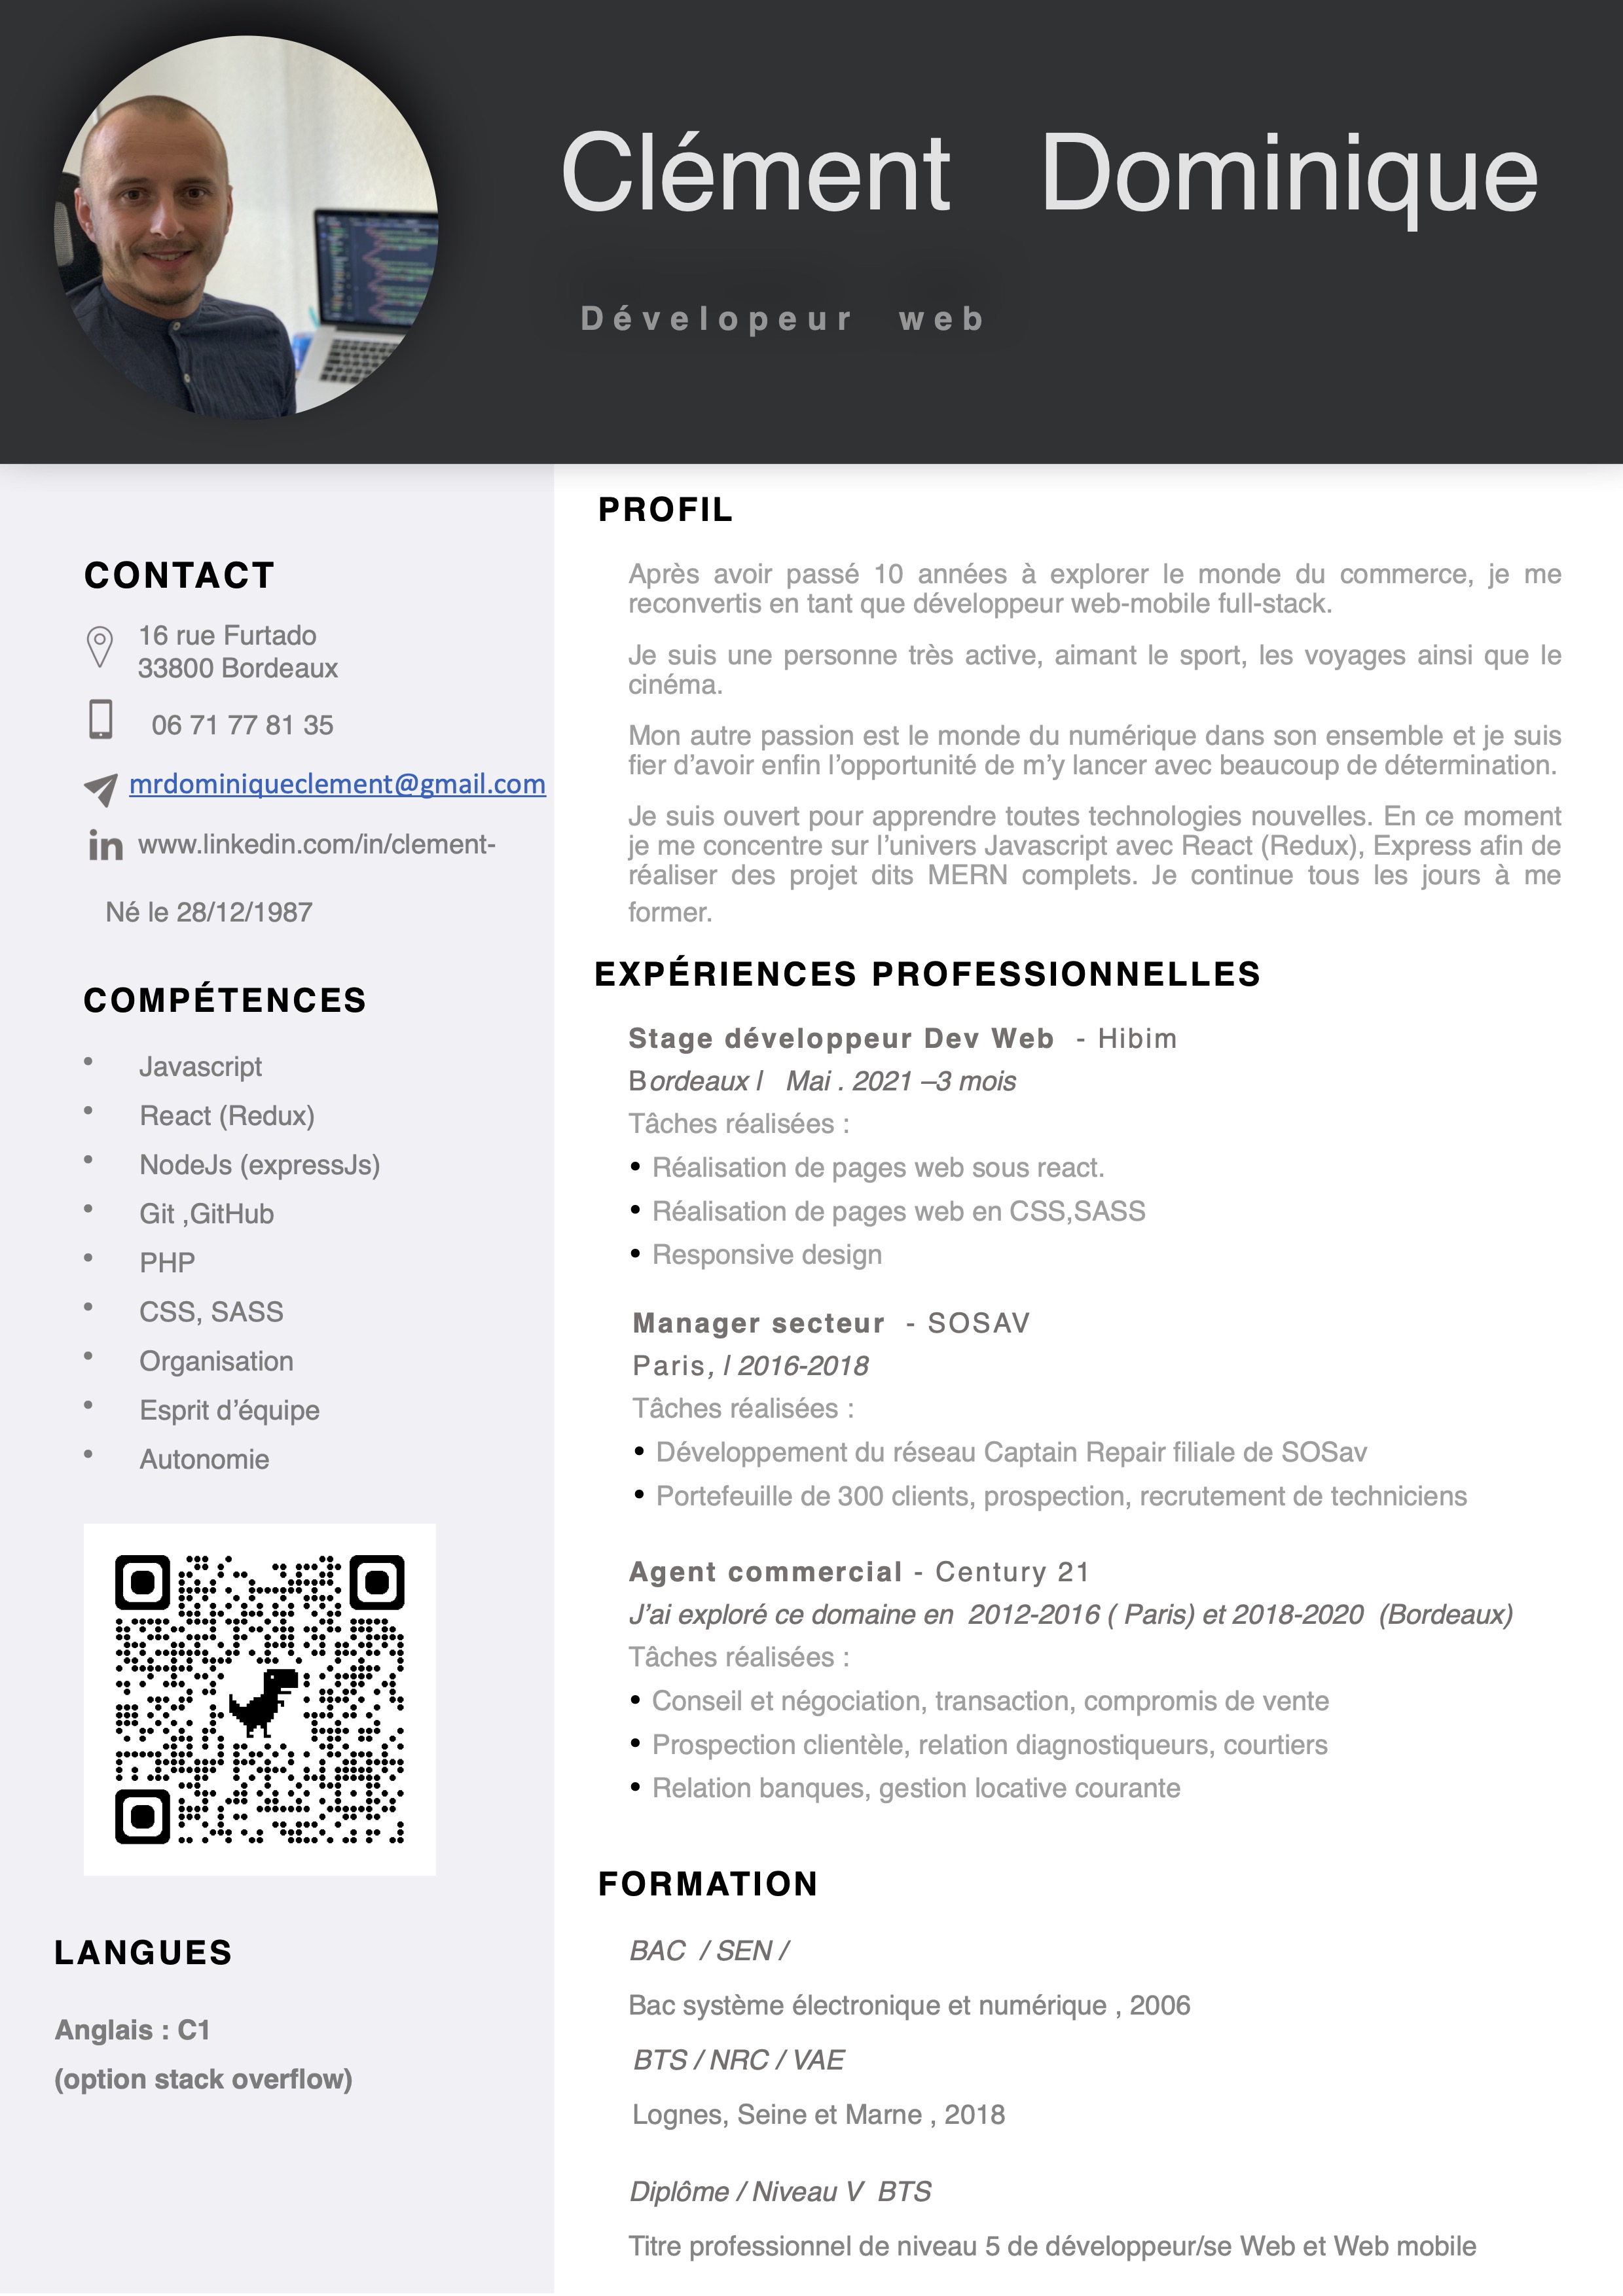 Clément Dominique
Dévelopeur web
CONTACT
16 rue Furtado
33800 Bordeaux
06 71 77 81 35
mrdominiqueclement@gmail.com
www.linkedin.com/in/clement-
Né le 28/12/1987
COMPÉTENCES
• Javascript
• React (Redux)
• NodeJs (expressJs)
• Git ,GitHub
• PHP
• CSS, SASS
• Organisation
• Esprit d’équipe
• Autonomie
LANGUES
Anglais : C1
(option stack overflow)
PROFIL
Après avoir passé 10 années à explorer le monde du commerce, je me
reconvertis en tant que développeur web-mobile full-stack.
Je suis une personne très active, aimant le sport, les voyages ainsi que le
cinéma.
Mon autre passion est le monde du numérique dans son ensemble et je suis
fier d’avoir enfin l’opportunité de m’y lancer avec beaucoup de détermination.
Je suis ouvert pour apprendre toutes technologies nouvelles. En ce moment
je me concentre sur l’univers Javascript avec React (Redux), Express afin de
réaliser des projet dits MERN complets. Je continue tous les jours à me
former.
EXPÉRIENCES PROFESSIONNELLES
Stage développeur Dev Web - Hibim
Bordeaux / Mai . 2021 –3 mois
Tâches réalisées :
• Réalisation de pages web sous react.
• Réalisation de pages web en CSS,SASS
• Responsive design
Manager secteur - SOSAV
Paris, / 2016-2018
Tâches réalisées :
• Développement du réseau Captain Repair filiale de SOSav
• Portefeuille de 300 clients, prospection, recrutement de techniciens
Agent commercial - Century 21
J’ai exploré ce domaine en 2012-2016 ( Paris) et 2018-2020 (Bordeaux)
Tâches réalisées :
• Conseil et négociation, transaction, compromis de vente
• Prospection clientèle, relation diagnostiqueurs, courtiers
• Relation banques, gestion locative courante
FORMATION
BAC / SEN /
Bac système électronique et numérique , 2006
BTS / NRC / VAE
Lognes, Seine et Marne , 2018
Diplôme / Niveau V BTS
Titre professionnel de niveau 5 de développeur/se Web et Web mobile